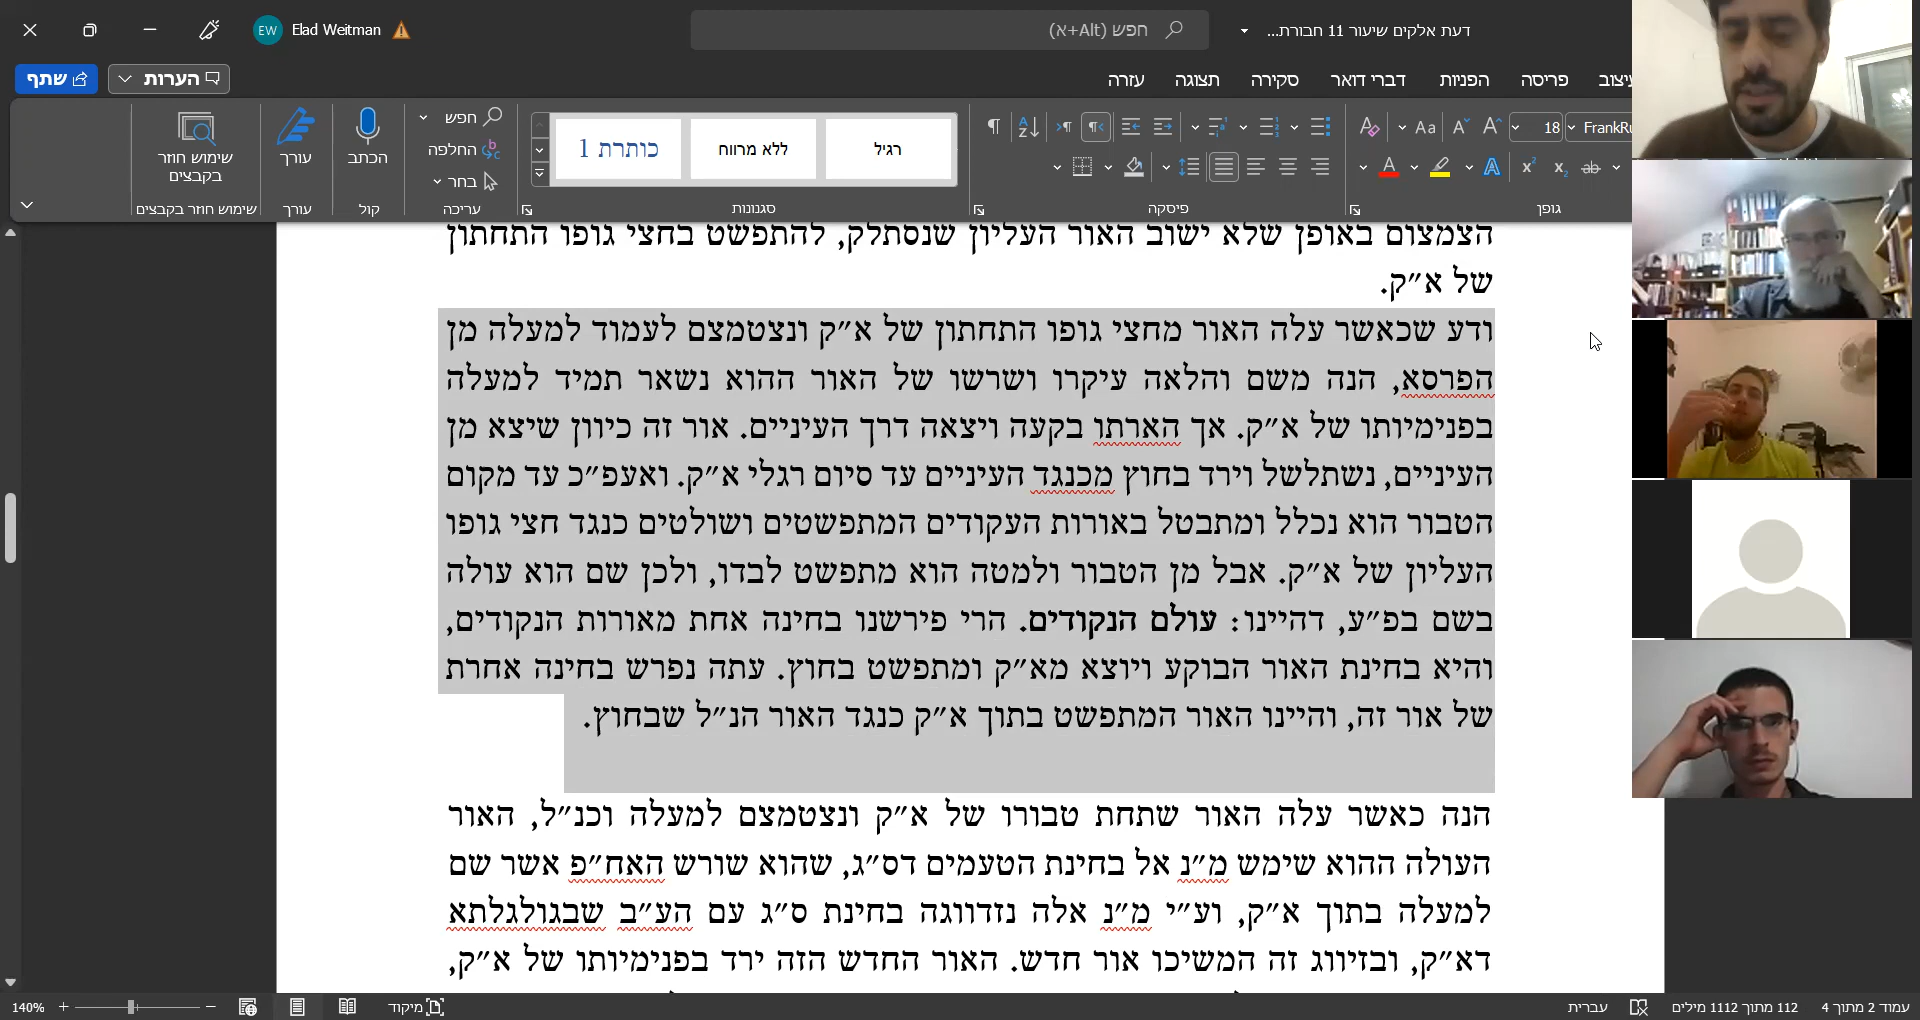 דעת אלקים שיעור 11 חבורת...
חפש (Alt+א)
Elad Weitman
EW
עיצוב
פריסה
הפניות
דברי דואר
סקירה
תצוגה
עזרה
הערות
שתף
18
Aa
רגיל
ללא מרווח
כותרת 1
חפש
החלפה
בחר
הכתב
עורך
שימוש חוזר
בקבצים
גופן
פיסקה
סגנונות
עריכה
קול
עורך
שימוש חוזר בקבצים
הצמצום באופן שלא ישוב האור העליון שנסתלק, להתפשט בחצי גופו התחתון
של א״ק.
ודע שכאשר עלה האור מחצי גופו התחתון של א״ק ונצטמצם לעמוד למעלה מן
הפרסא, הנה משם והלאה עיקרו ושרשו של האור ההוא נשאר תמיד למעלה
בפנימיותו של א״ק. אך הארתו בקעה ויצאה דרך העיניים. אור זה כיוון שיצא מן
העיניים, נשתלשל וירד בחוץ מכנגד העיניים עד סיום רגלי א״ק. ואעפ״כ עד מקום
הטבור הוא נכלל ומתבטל באורות העקודים המתפשטים ושולטים כנגד חצי גופו
העליון של א״ק. אבל מן הטבור ולמטה הוא מתפשט לבדו, ולכן שם הוא עולה
בשם בפ״ע, דהיינו: עולם הנקודים. הרי פירשנו בחינה אחת מאורות הנקודים,
והיא בחינת האור הבוקע ויוצא מא״ק ומתפשט בחוץ. עתה נפרש בחינה אחרת
של אור זה, והיינו האור המתפשט בתוך א״ק כנגד האור הנ״ל שבחוץ.
הנה כאשר עלה האור שתחת טבורו של א״ק ונצטמצם למעלה וכנ״ל, האור
העולה ההוא שימש מ״נ אל בחינת הטעמים דס״ג, שהוא שורש האח״פ אשר שם
למעלה בתוך א״ק, וע״י מ״נ אלה נזדווגה בחינת ס״ג עם הע״ב שבגולגלתא
דא״ק, ובזיווג זה המשיכו אור חדש. האור החדש הזה ירד בפנימיותו של א״ק,
עמוד 2 מתוך 4
112 מתוך 1112 מילים
עברית
מיקוד
140%